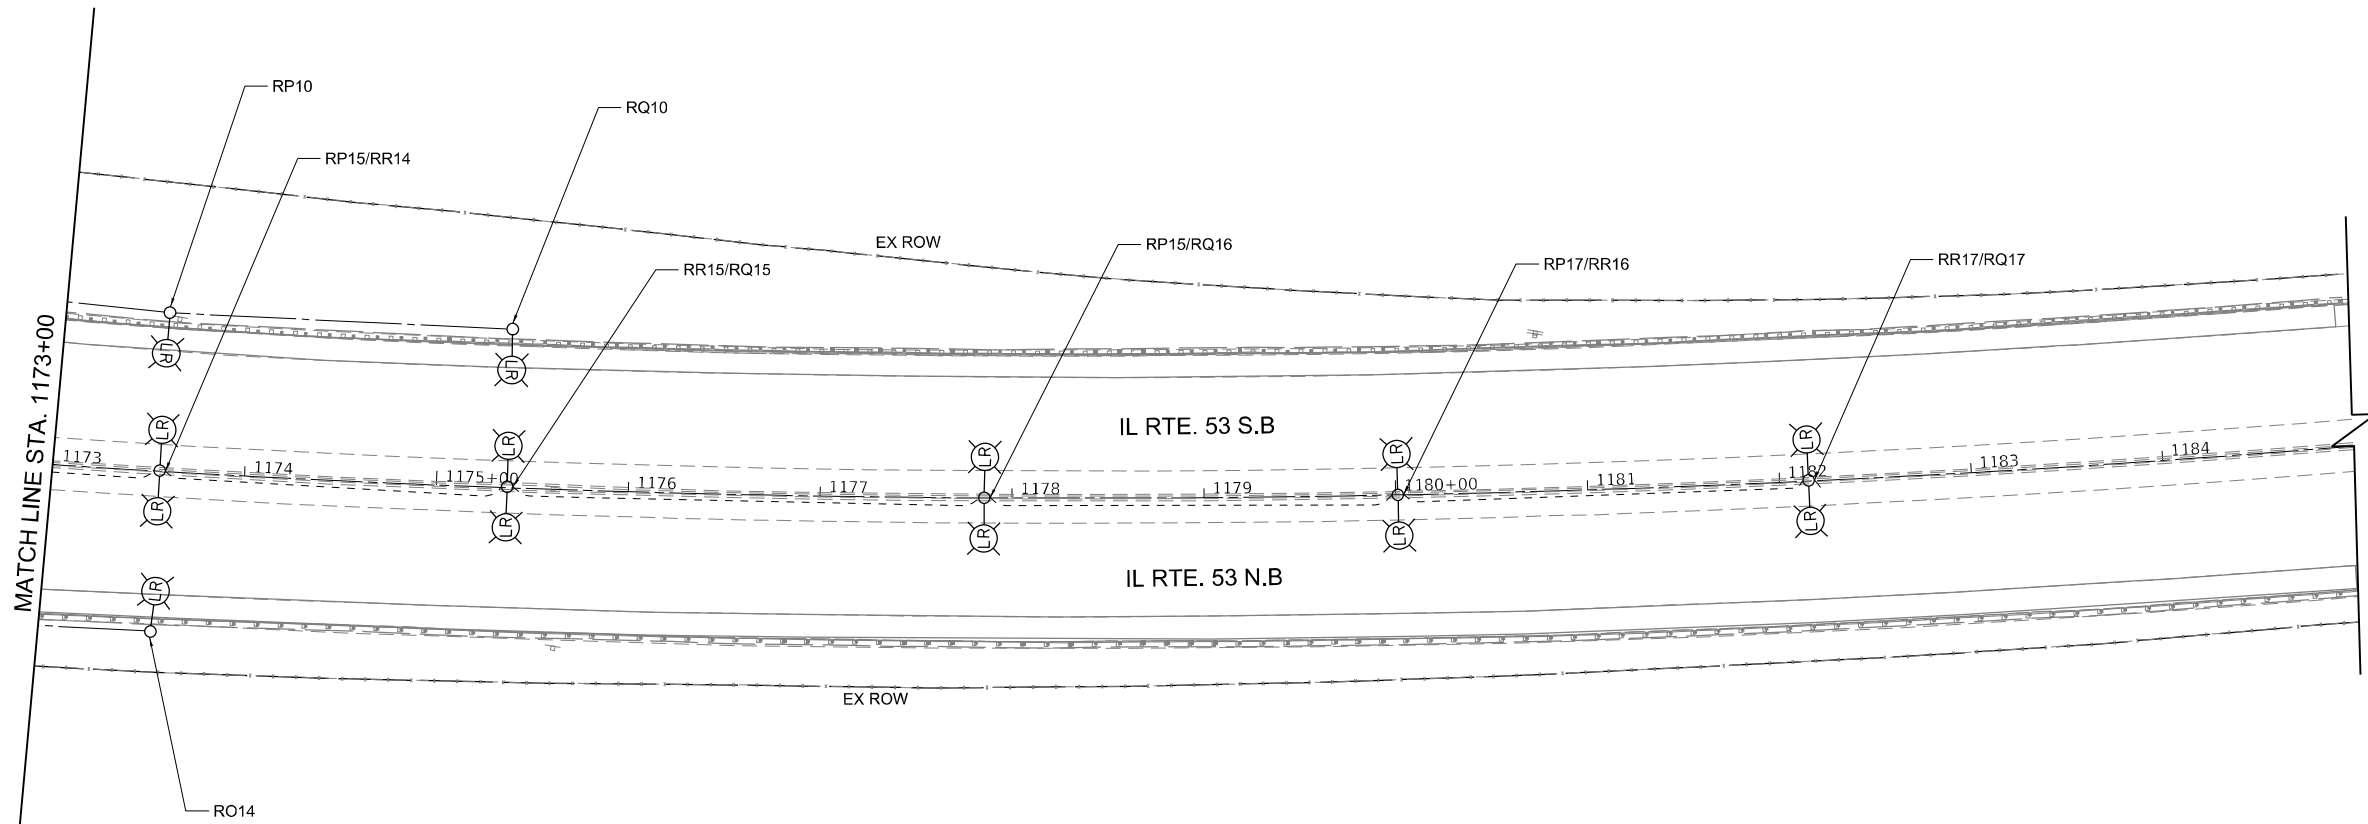 RP10
RQ10
RP15/RR14
EX ROW
RP15/RQ16
RR15/RQ15
RP17/RR16
RR17/RQ17
MATCH LINE STA. 1173+00
LR
LR
IL RTE. 53 S.B
LR
LR
LR
LR
LR
1173
1174
1175+00
1176
1177
1178
1179
1180+00
1181
1182
1183
1184
LR
LR
LR
LR
LR
IL RTE. 53 N.B
LR
EX ROW
RO14